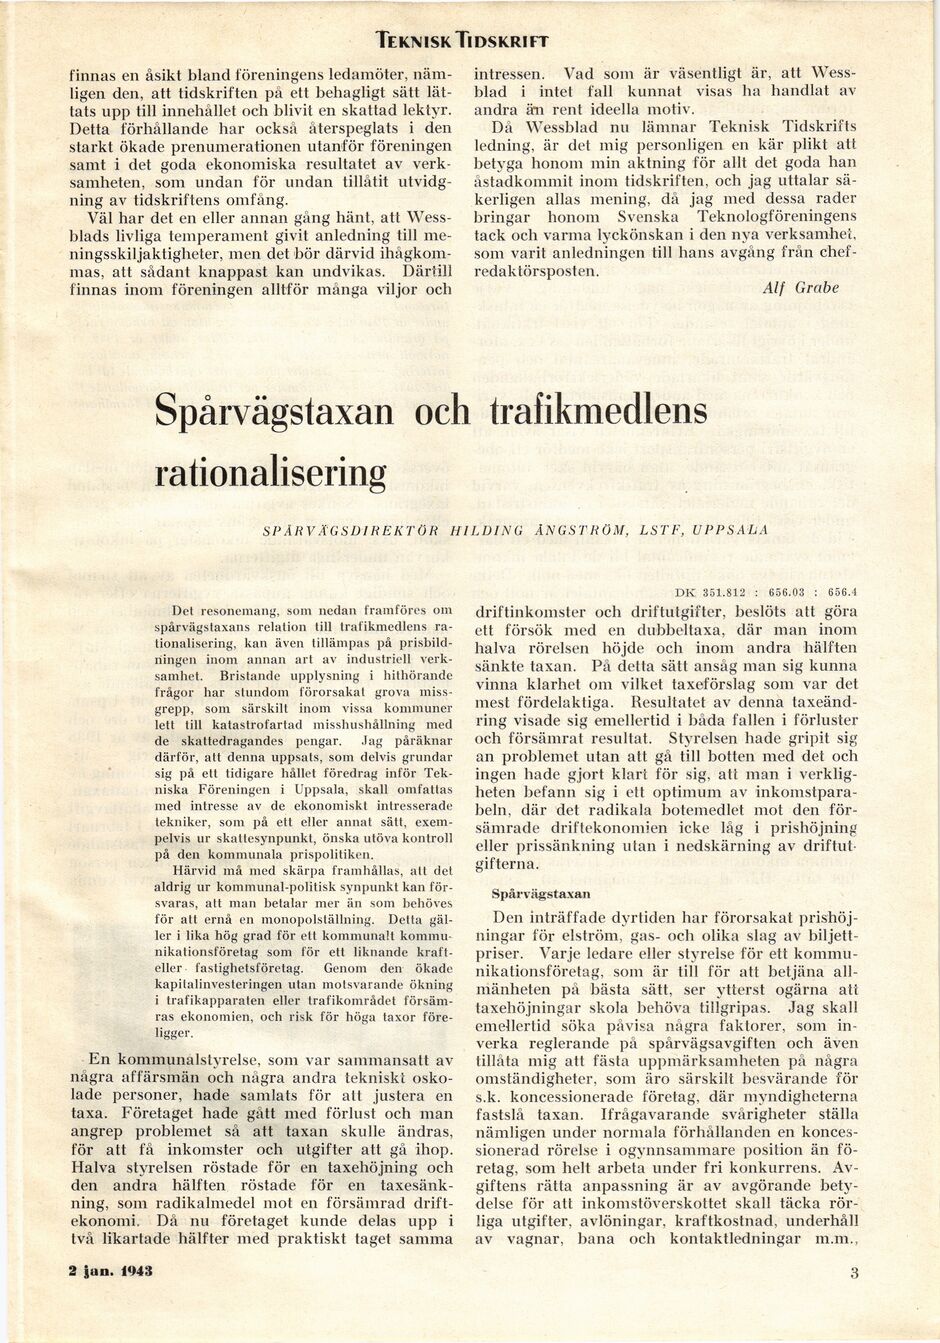 TEKNISK TIDSKRIFT
finnas en åsikt bland föreningens ledamöter, näm-
ligen den, att tidskriften på ett behagligt sätt lät-
tats upp till innehållet och blivit en skattad lektyr.
Detta förhållande har också återspeglats i den
starkt ökade prenumerationen utanför föreningen
samt i det goda ekonomiska resultatet av verk-
samheten, som undan för undan tillåtit utvidg-
ning av tidskriftens omfång.
Väl har det en eller annan gång hänt, att Wess-
blads livliga temperament givit anledning till me-
ningsskiljaktigheter, men det bör därvid ihågkom-
mas, att sådant knappast kan undvikas. Därtill
finnas inom föreningen alltför många viljor och
intressen. Vad som är väsentligt är, att Wess-
blad i intet fall kunnat visas ha handlat av
andra än rent ideella motiv.
Då Wessblad nu lämnar Teknisk Tidskrifts
ledning, är det mig personligen en kär plikt att
betyga honom min aktning för allt det goda han
åstadkommit inom tidskriften, och jag uttalar sä-
kerligen allas mening, då jag med dessa rader
bringar honom Svenska Teknologföreningens
tack och varma lyckönskan i den nya verksamhet,
som varit anledningen till hans avgång från chef-
redaktörsposten.
Alf Grabe
Spårvägstaxan och trafikmedlens
rationalisering
SPÅRVÄGSDIREKTÖR HILDING ÅNGSTRÖM, LSTF, UPPSALA
Det resonemang, som nedan framföres om
spårvägstaxans relation till trafikmedlens ra-
tionalisering, kan även tillämpas på prisbild-
ningen inom annan art av industriell verk-
samhet. Bristande upplysning i hithörande
frågor har stundom förorsakat grova miss-
grepp, som särskilt inom vissa kommuner
lett till katastrofartad misshushållning med
de skattedragandes pengar. Jag påräknar
därför, att denna uppsats, som delvis grundar
sig på ett tidigare hållet föredrag inför Tek-
niska Föreningen i Uppsala, skall omfattas
med intresse av de ekonomiskt intresserade
tekniker, som på ett eller annat sätt, exem-
pelvis ur skattesynpunkt, önska utöva kontroll
på den kommunala prispolitiken.
Härvid må med skärpa framhållas, att det
aldrig ur kommunal-politisk synpunkt kan för-
svaras, att man betalar mer än som behöves
för att ernå en monopolställning. Detta gäl-
ler i lika hög grad för ett kommunalt kommu-
nikationsföretag som för ett liknande kraft-
eller fastighetsföretag. Genom den ökade
kapitalinvesteringen utan motsvarande ökning
i trafikapparaten eller trafikområdet försäm-
ras ekonomien, och risk för höga taxor före-
ligger.
En kommunalstyrelse, som var sammansatt av
några affärsmän och några andra tekniskt osko-
lade personer, hade samlats för att justera en
taxa. Företaget hade gått med förlust och man
angrep problemet så att taxan skulle ändras,
för att få inkomster och utgifter att gå ihop.
Halva styrelsen röstade för en taxehöjning och
den andra hälften röstade för en taxesänk-
ning, som radikalmedel mot en försämrad drift-
ekonomi. Då nu företaget kunde delas upp i
två likartade hälfter med praktiskt taget samma
DK 351.812 : 656.03 : 656.4
driftinkomster och driftutgifter, beslöts att göra
ett försök med en dubbeltaxa, där man inom
halva rörelsen höjde och inom andra hälften
sänkte taxan. På detta sätt ansåg man sig kunna
vinna klarhet om vilket taxeförslag som var det
mest fördelaktiga. Resultatet av denna taxeänd-
ring visade sig emellertid i båda fallen i förluster
och försämrat resultat. Styrelsen hade gripit sig
an problemet utan att gå till botten med det och
ingen hade gjort klart för sig, att man i verklig-
heten befann sig i ett optimum av inkomstpara-
beln, där det radikala botemedlet mot den för-
sämrade driftekonomien icke låg i prishöjning
eller prissänkning utan i nedskärning av driftut-
gifterna.
Spårvägstaxan
Den inträffade dyrtiden har förorsakat prishöj-
ningar för elström, gas- och olika slag av biljett-
priser. Varje ledare eller styrelse för ett kommu-
nikationsföretag, som är till för att betjäna all-
mänheten på bästa sätt, ser ytterst ogärna att
taxehöjningar skola behöva tillgripas. Jag skall
emellertid söka påvisa några faktorer, som in-
verka reglerande på spårvägsavgiften och även
tillåta mig att fästa uppmärksamheten på några
omständigheter, som äro särskilt besvärande för
s.k. koncessionerade företag, där myndigheterna
fastslå taxan. Ifrågavarande svårigheter ställa
nämligen under normala förhållanden en konces-
sionerad rörelse i ogynnsammare position än fö-
retag, som helt arbeta under fri konkurrens. Av-
giftens rätta anpassning är av avgörande bety-
delse för att inkomstöverskottet skall täcka rör-
liga utgifter, avlöningar, kraftkostnad, underhåll
av vagnar, bana och kontaktledningar m.m.,
2 jan. 1943
3